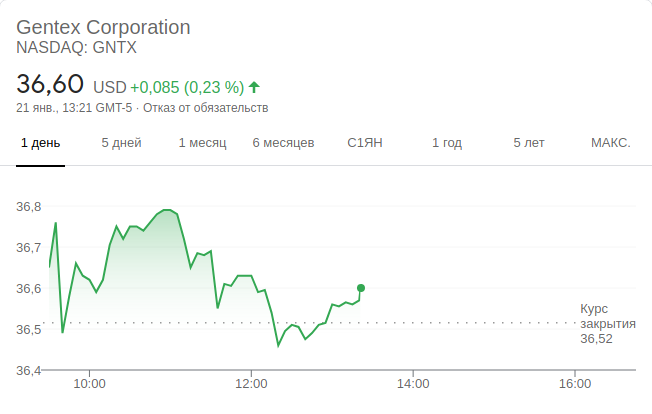 Gentex Corporation
NASDAQ: GNTX
36,60 USD +0,085 (0,23 %)
21 янв., 13:21 GMT-5 · Отказ от обязательств
1 день 5 дней 1 месяц 6 месяцев С1ЯН 1 год 5 лет МАКС.
36,8
36,7
36,6
36,5
36,4
Курс
закрытия
36,52
10:00 12:00 14:00 16:00